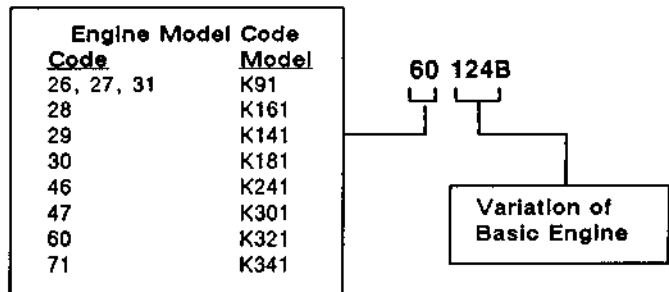 Engine Model Code
Code Model
26, 27, 31 K91
28 K161
29 K141
30 K181
46 K241
47 K301
60 K321
71 K341
60 124B
Variation of
Basic Engine